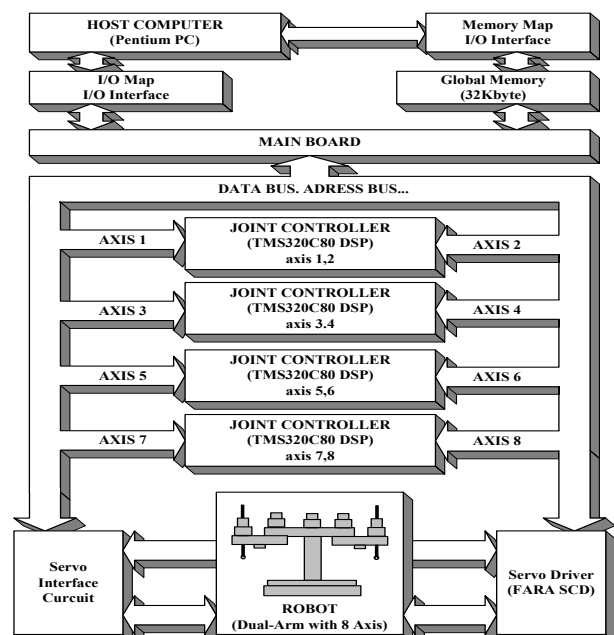 HOST COMPUTER
(Pentium PC)
Memory Map
I/O Interface
I/O Map
I/O Interface
Global Memory
(32Kbyte)
MAIN BOARD
DATA BUS. ADRESS BUS...
AXIS 1
JOINT CONTROLLER
(TMS320C80 DSP)
axis 1,2
AXIS 2
AXIS 3
JOINT CONTROLLER
(TMS320C80 DSP)
axis 3.4
AXIS 4
AXIS 5
JOINT CONTROLLER
(TMS320C80 DSP)
axis 5,6
AXIS 6
AXIS 7
JOINT CONTROLLER
(TMS320C80 DSP)
axis 7,8
AXIS 8
Servo
Interface
Curcuit
ROBOT
(Dual-Arm with 8 Axis)
Servo Driver
(FARA SCD)